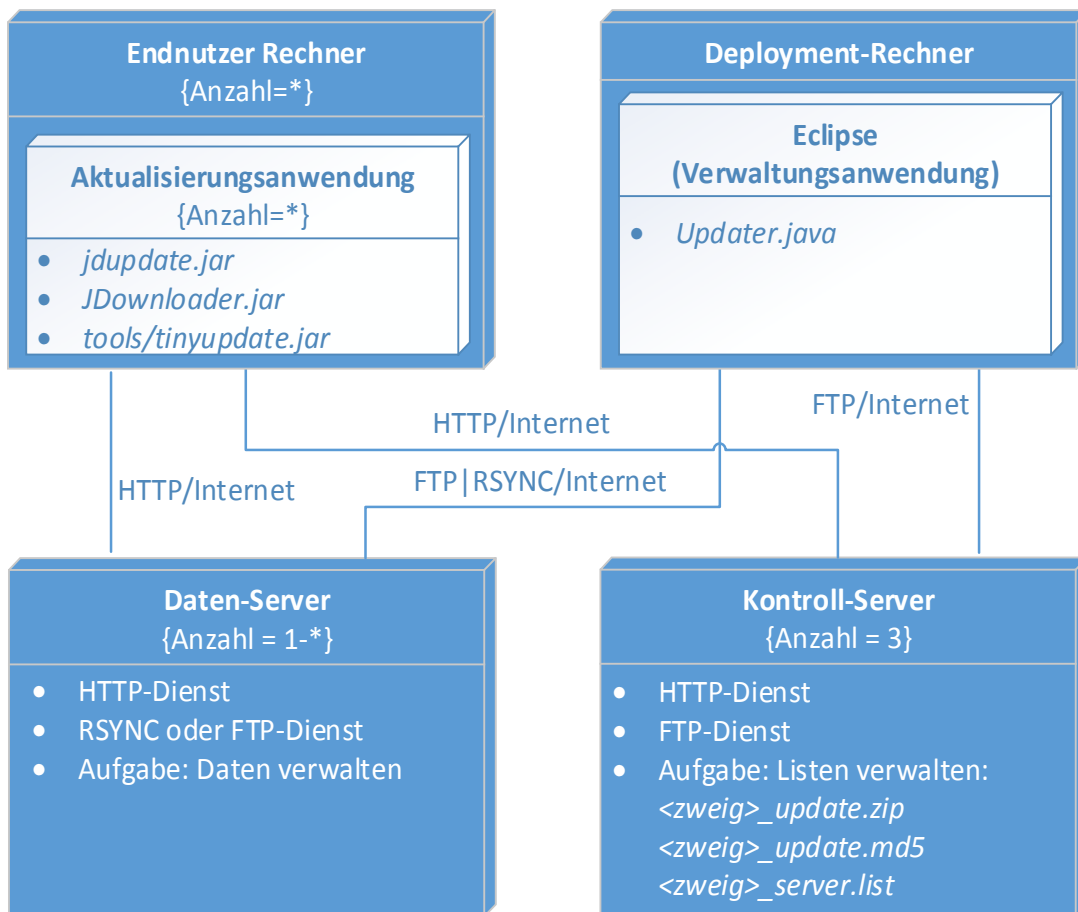 Endnutzer Rechner
{Anzahl=*}
Aktualisierungsanwendung
{Anzahl=*}
• jdupdate.jar
• JDownloader.jar
• tools/tinyupdate.jar
Deployment-Rechner
Eclipse
(Verwaltungsanwendung)
• Updater.java
HTTP/Internet
FTP/Internet
HTTP/Internet
FTP|RSYNC/Internet
Daten-Server
{Anzahl = 1-*}
• HTTP-Dienst
• RSYNC oder FTP-Dienst
• Aufgabe: Daten verwalten
Kontroll-Server
{Anzahl = 3}
• HTTP-Dienst
• FTP-Dienst
• Aufgabe: Listen verwalten:
<zweig>_update.zip
<zweig>_update.md5
<zweig>_server.list